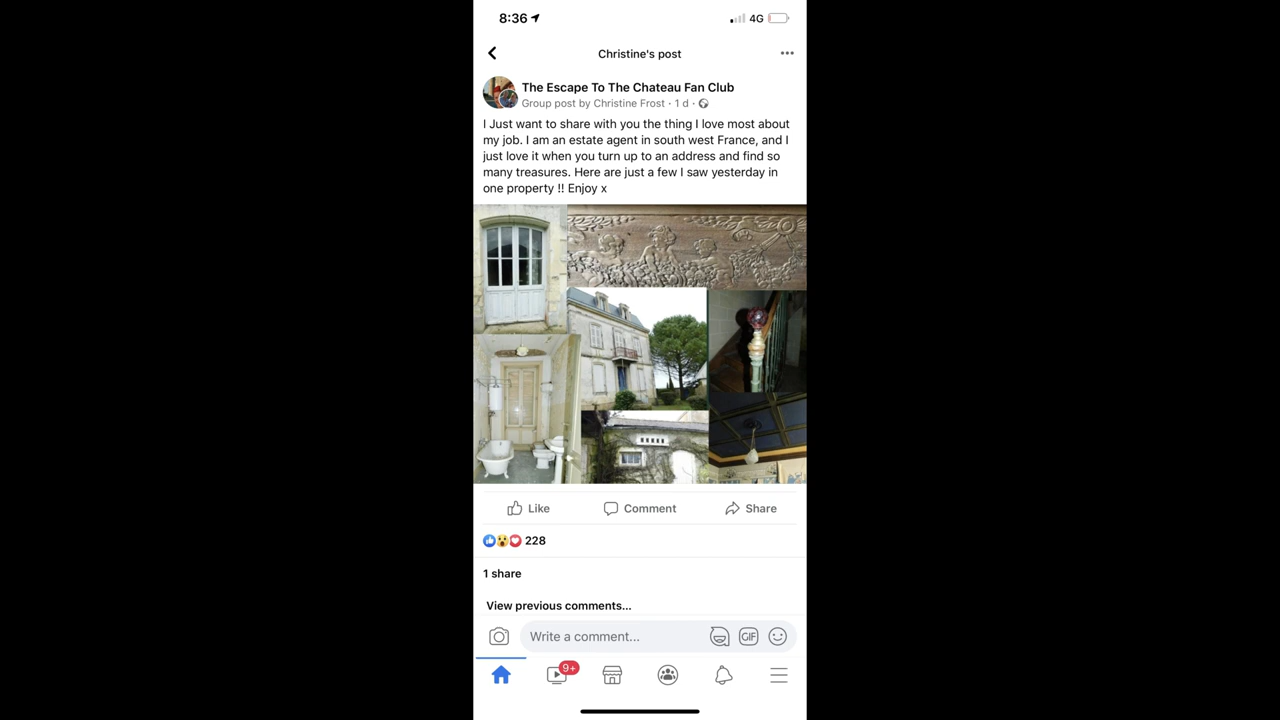 8:36
4G
Christine's post
The Escape To The Chateau Fan Club
Group post by Christine Frost · 1 d ·
I Just want to share with you the thing I love most about
my job. I am an estate agent in south west France, and I
just love it when you turn up to an address and find so
many treasures. Here are just a few I saw yesterday in
one property !! Enjoy x
Like
Comment
Share
228
1 share
View previous comments...
Write a comment...
GIF
9+